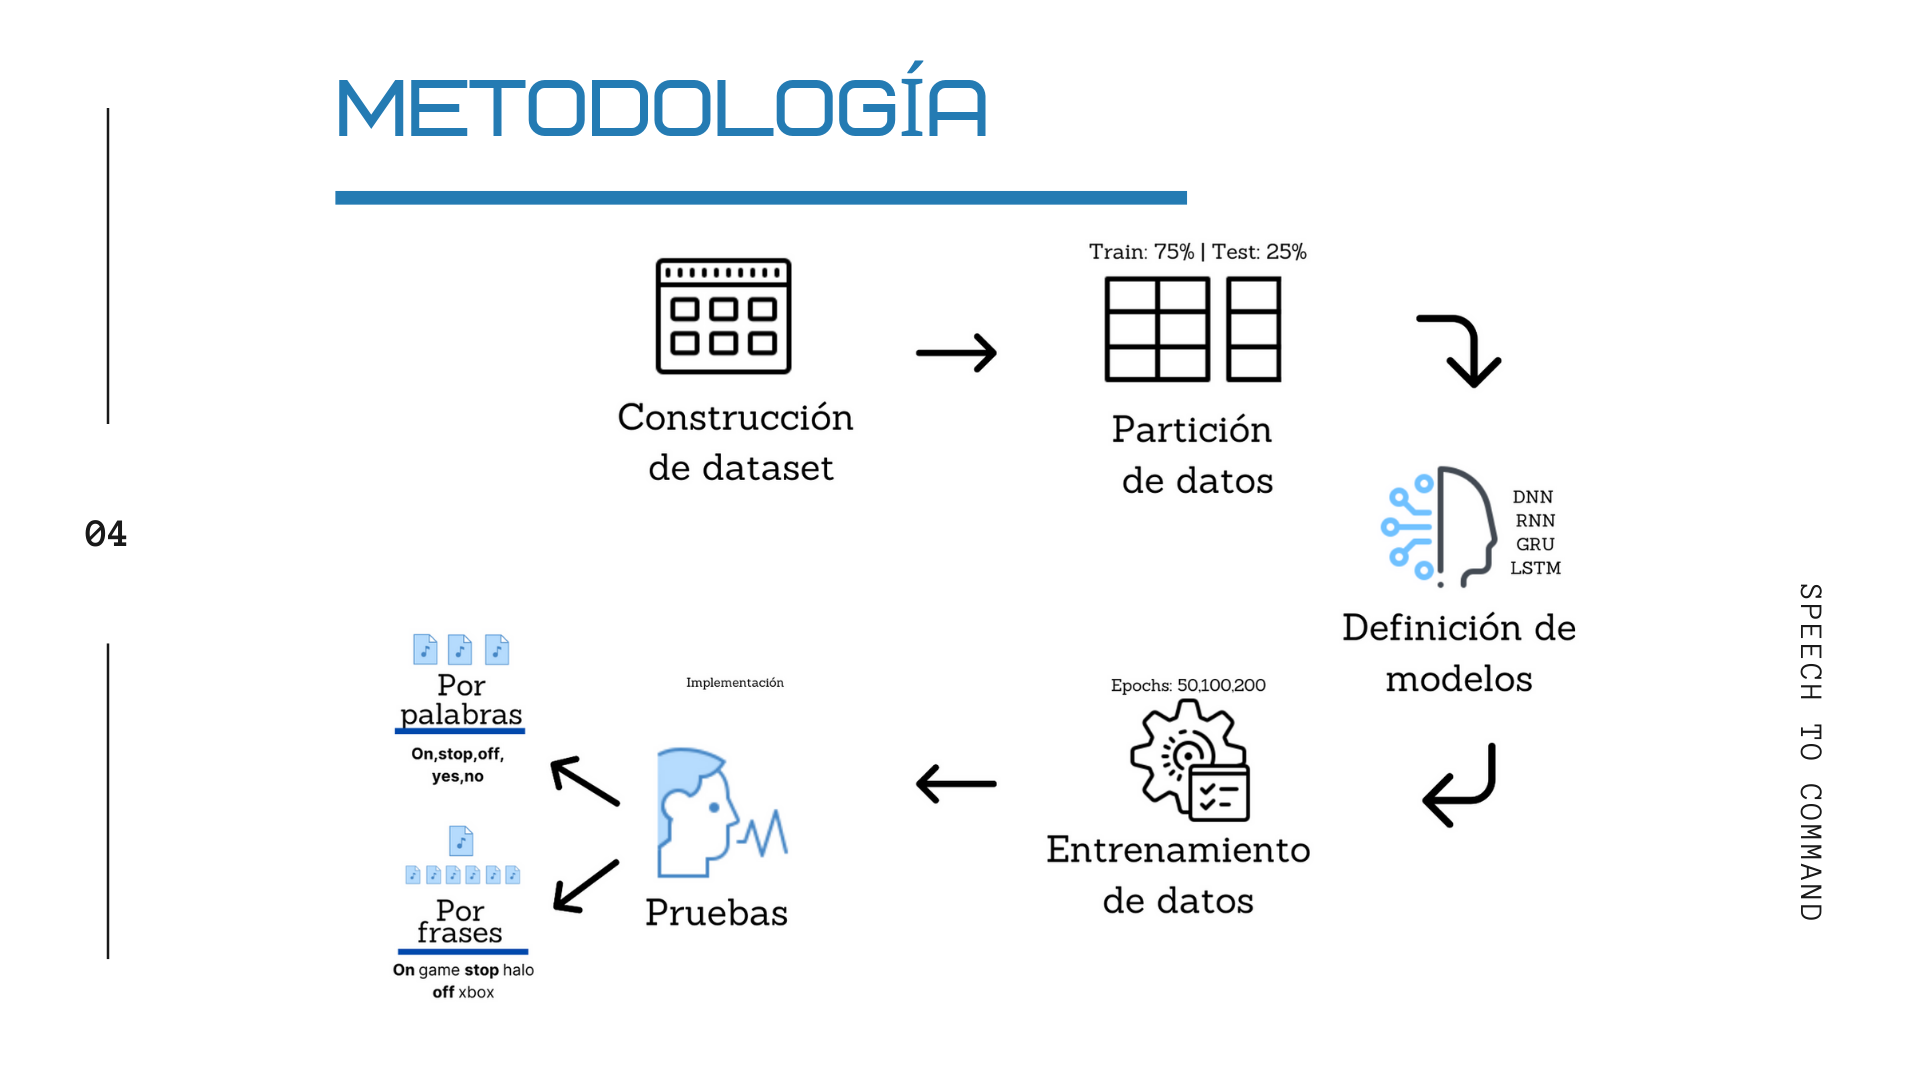 METODOLOGÍA
Construcción
de dataset
Train: 75% | Test: 25%
Partición
de datos
DNN
RNN
GRU
LSTM
Definición de
modelos
Epochs: 50,100,200
Entrenamiento
de datos
Implementación
Pruebas
Por
palabras
On,stop,off,
yes,no
Por
frases
On game stop halo
off xbox
04
SPEECH TO COMMAND